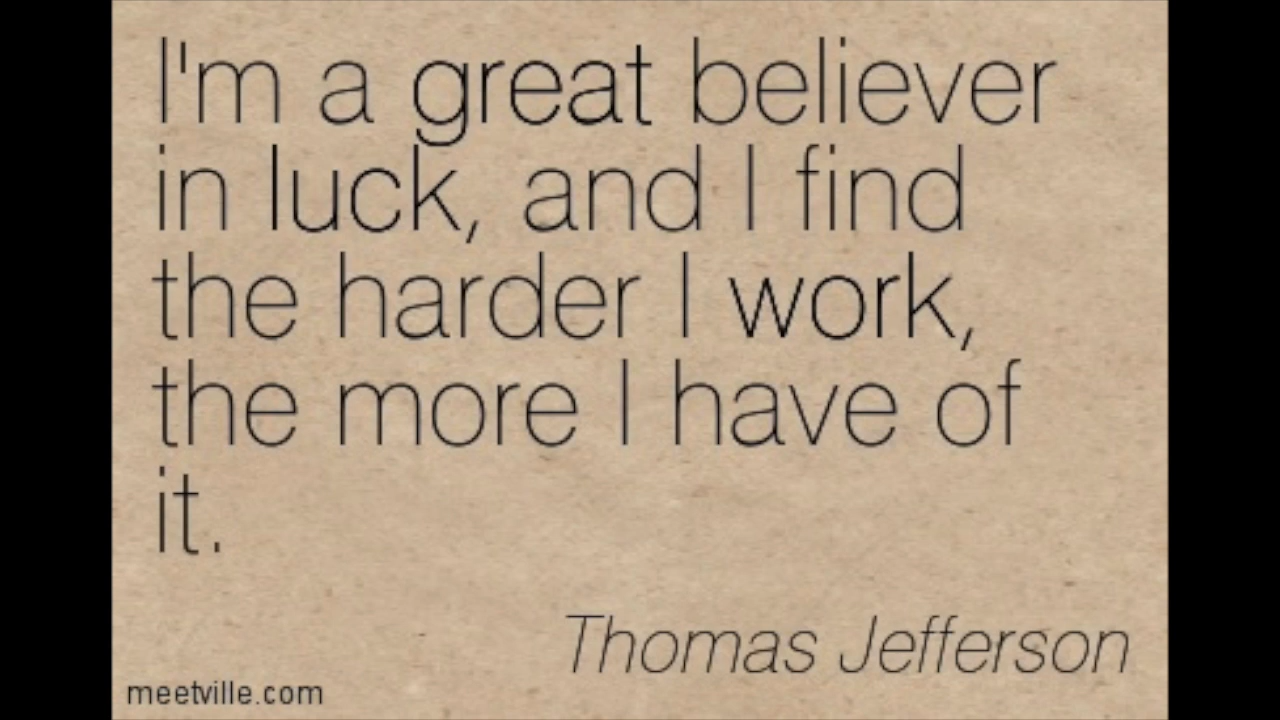 I'm a great believer
in luck, and I find
the harder I work,
the more I have of
it.
Thomas Jefferson
meetville.com